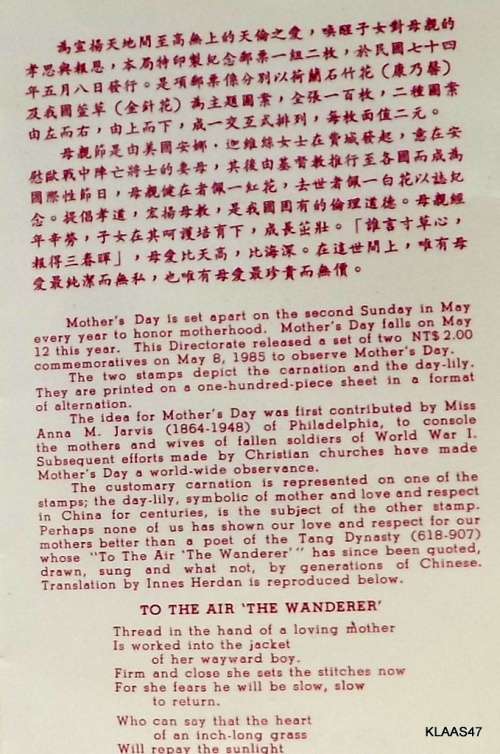 為宣揚天地間至高無上的天倫之愛，喚醒子女對母親的
孝思與報恩，本局特印製紀念郵票一組二枚，於民國七十四
年五月八日發行。是項郵票係分別以荷蘭石竹花（康乃馨）
及我國萱草（金針花）為主題圖案，全張一百枚，二種圖案
由左而右，由上而下，成一交互式排列，每枚面值二元。
母親節是由美國安娜·迦維絲女士在費城發起，意在安
慰歐戰中陣亡將士的妻母，其後由基督教推行至各國而成為
國際性節日，母親健在者佩一紅花，去世者佩一白花以誌紀
念。提倡孝道，宏揚母教，是我國固有的倫理道德。母親經
年辛勞，子女在其呵護培育下，成長茁壯。「誰言寸草心，
報得三春暉」，母愛比天高，比海深。在這世間上，唯有母
愛最純潔而無私，也唯有母愛最珍貴而無價。
Mother's Day is set apart on the second Sunday in May
every year to honor motherhood. Mother's Day falls on May
12 this year. This Directorate released a set of two NT$ 2.00
commemoratives on May 8, 1985 to observe Mother's Day.
The two stamps depict the carnation and the day-lily.
They are printed on a one-hundred-piece sheet in a format
of alternation.
The idea for Mother's Day was first contributed by Miss
Anna M. Jarvis (1864-1948) of Philadelphia, to console
the mothers and wives of fallen soldiers of World War I.
Subsequent efforts made by Christian churches have made
Mother's Day a world-wide observance.
The customary carnation is represented on one of the
stamps; the day-lily, symbolic of mother and love and respect
in China for centuries, is the subject of the other stamp.
Perhaps none of us has shown our love and respect for our
mothers better than a poet of the Tang Dynasty (618-907)
whose "To The Air 'The Wanderer'" has since been quoted,
drawn, sung and what not, by generations of Chinese.
Translation by Innes Herdan is reproduced below.
TO THE AIR 'THE WANDERER'
Thread in the hand of a loving mother
Is worked into the jacket
of her wayward boy.
Firm and close she sets the stitches now
For she fears he will be slow, slow
to return.
Who can say that the heart
of an inch-long grass
Will repay the sunlight
KLAAS47